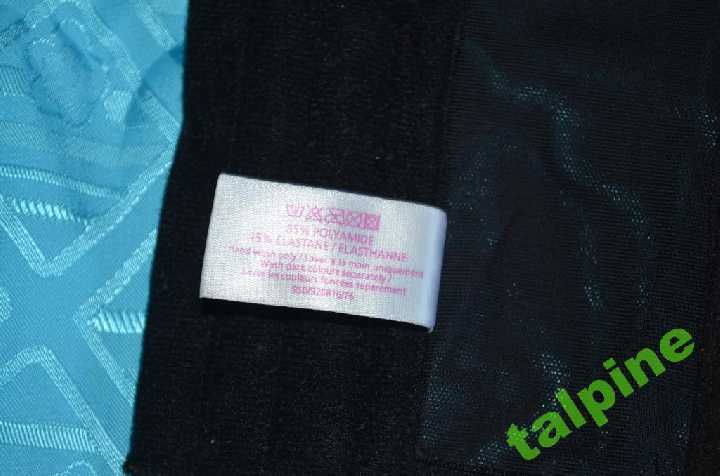 85% POLYAMIDE
15% ELASTANE / ELASTHANNE
Hand wash only / Laver à la main uniquement
Wash dark colours separately /
Laver les couleurs foncées separement
talpine